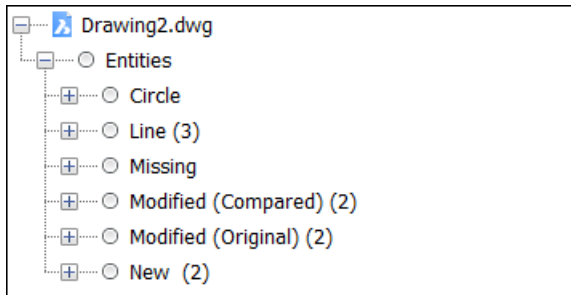 Drawing2.dwg
Entities
Circle
Line (3)
Missing
Modified (Compared) (2)
Modified (Original) (2)
New (2)